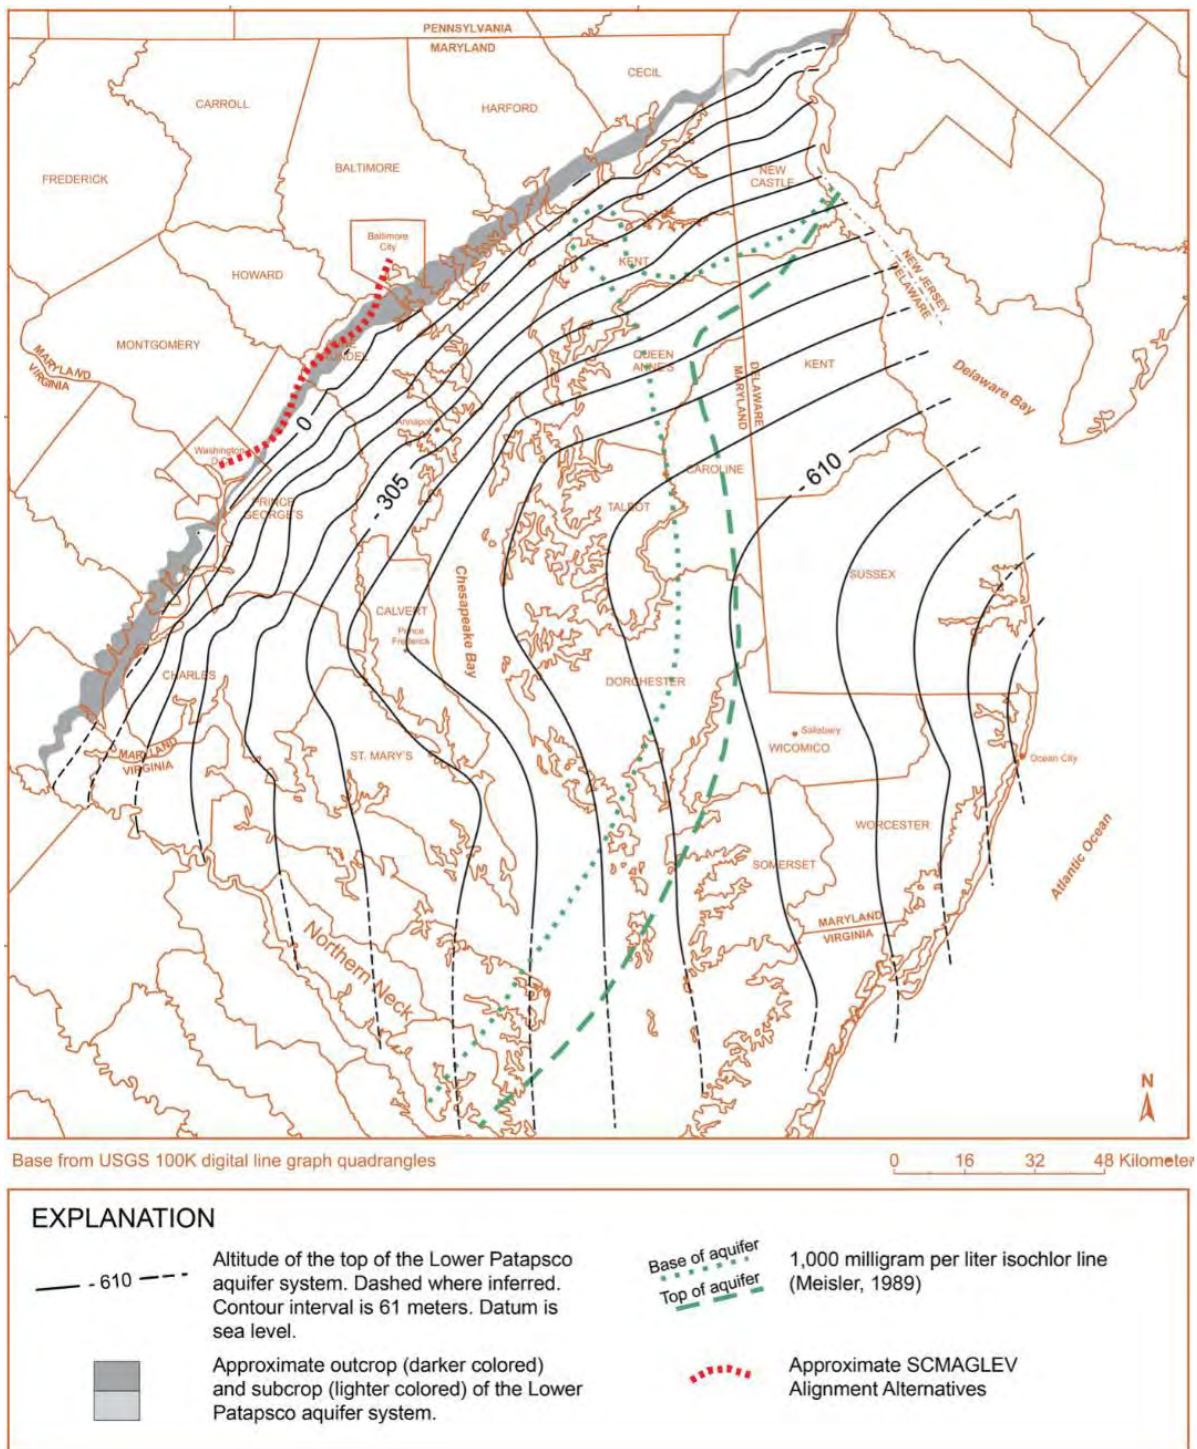 PENNSYLVANIA
MARYLAND
CECIL
CARROLL
HARFORD
BALTIMORE
FREDERICK
NEW
CASTLE
Baltimore
City
KENT
HOWARD
NEW JERSEY
DELAWARE
MONTGOMERY
QUEEN
ANNE'S
KENT
MARYLAND
VIRGINIA
DELAWARE
MARYLAND
Delaware Bay
0
Annapolis
Washington
CAROLINE
- 610
- 305
PRINCE
GEORGE'S
TALBOT
SUSSEX
Chesapeake Bay
CALVERT
Prince
Frederick
CHARLES
DORCHESTER
Salisbury
WICOMICO
MARYLAND
VIRGINIA
ST. MARY'S
Ocean City
WORCESTER
SOMERSET
Atlantic Ocean
MARYLAND
VIRGINIA
Northern Neck
N
Base from USGS 100K digital line graph quadrangles
0 16 32 48 Kilometer
EXPLANATION
- 610
Altitude of the top of the Lower Patapsco
aquifer system. Dashed where inferred.
Contour interval is 61 meters. Datum is
sea level.
Approximate outcrop (darker colored)
and subcrop (lighter colored) of the Lower
Patapsco aquifer system.
Base of aquifer
Top of aquifer
1,000 milligram per liter isochlor line
(Meisler, 1989)
Approximate SCMAGLEV
Alignment Alternatives